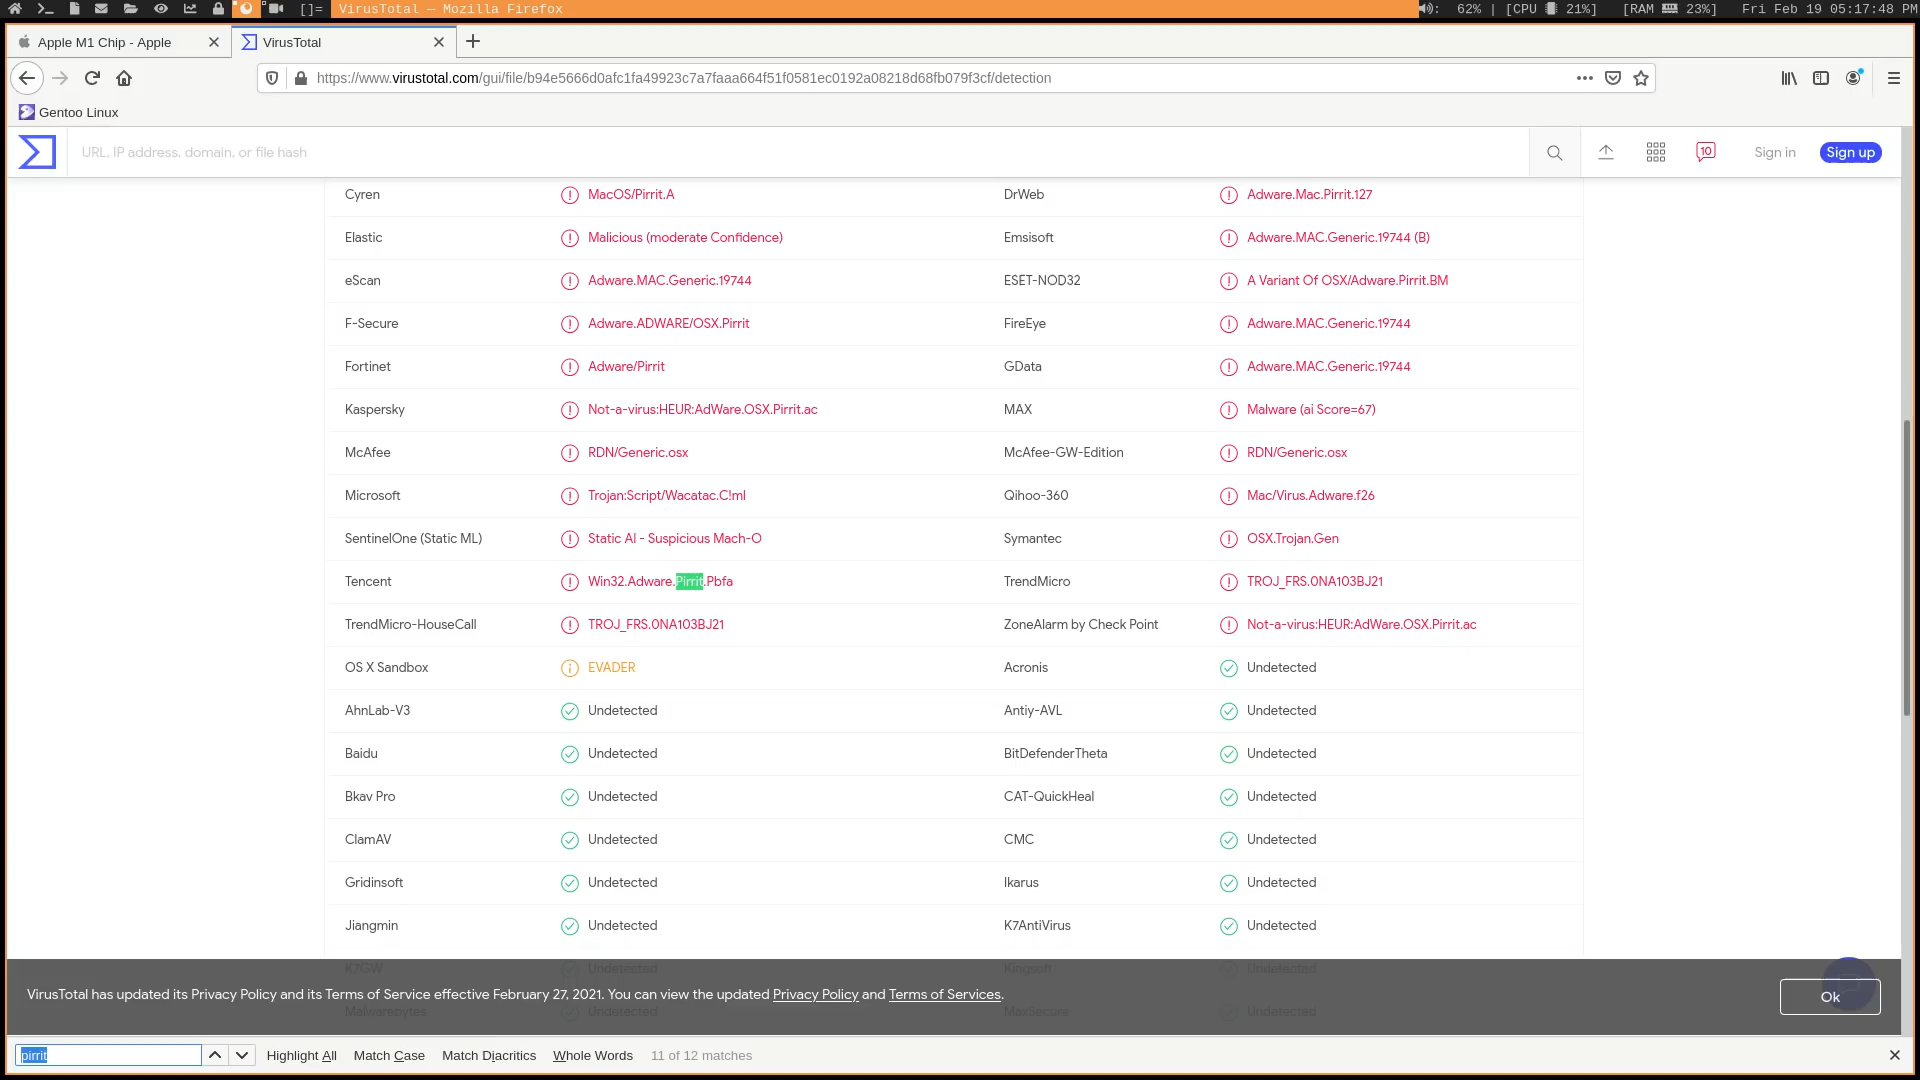 []= VirusTotal — Mozilla Firefox : 62% | [CPU 21%] [RAM 23%] Fri Feb 19 05:17:48 PM
Apple M1 Chip - Apple VirusTotal
https://www.virustotal.com/gui/file/b94e5666d0afc1fa49923c7a7faaa664f51f0581ec0192a08218d68fb079f3cf/detection
Gentoo Linux
URL, IP address, domain, or file hash 10 Sign in Sign up
Cyren MacOS/Pirrit.A DrWeb Adware.Mac.Pirrit.127
Elastic Malicious (moderate Confidence) Emsisoft Adware.MAC.Generic.19744 (B)
eScan Adware.MAC.Generic.19744 ESET-NOD32 A Variant Of OSX/Adware.Pirrit.BM
F-Secure Adware.ADWARE/OSX.Pirrit FireEye Adware.MAC.Generic.19744
Fortinet Adware/Pirrit GData Adware.MAC.Generic.19744
Kaspersky Not-a-virus:HEUR:AdWare.OSX.Pirrit.ac MAX Malware (ai Score=67)
McAfee RDN/Generic.osx McAfee-GW-Edition RDN/Generic.osx
Microsoft Trojan:Script/Wacatac.C!ml Qihoo-360 Mac/Virus.Adware.f26
SentinelOne (Static ML) Static AI - Suspicious Mach-O Symantec OSX.Trojan.Gen
Tencent Win32.Adware.Pirrit.Pbfa TrendMicro TROJ_FRS.0NA103BJ21
TrendMicro-HouseCall TROJ_FRS.0NA103BJ21 ZoneAlarm by Check Point Not-a-virus:HEUR:AdWare.OSX.Pirrit.ac
OS X Sandbox EVADER Acronis Undetected
AhnLab-V3 Undetected Antiy-AVL Undetected
Baidu Undetected BitDefenderTheta Undetected
Bkav Pro Undetected CAT-QuickHeal Undetected
ClamAV Undetected CMC Undetected
Gridinsoft Undetected Ikarus Undetected
Jiangmin Undetected K7AntiVirus Undetected
K7GW Undetected Kingsoft Undetected
VirusTotal has updated its Privacy Policy and its Terms of Service effective February 27, 2021. You can view the updated Privacy Policy and Terms of Service. Ok
Malwarebytes Undetected MaxSecure Undetected
pirrit Highlight All Match Case Match Diacritics Whole Words 11 of 12 matches